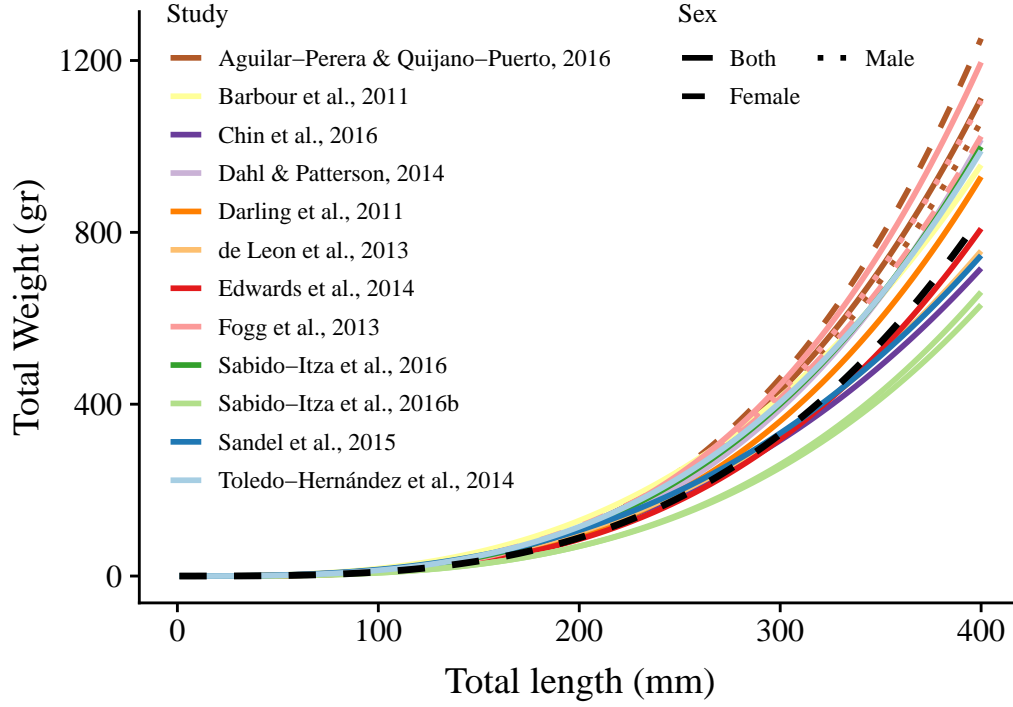 Study
Aguilar−Perera & Quijano−Puerto, 2016
Barbour et al., 2011
Chin et al., 2016
Dahl & Patterson, 2014
Darling et al., 2011
de Leon et al., 2013
Edwards et al., 2014
Fogg et al., 2013
Sabido−Itza et al., 2016
Sabido−Itza et al., 2016b
Sandel et al., 2015
Toledo−Hernández et al., 2014
Sex
Both
Male
Female
Total Weight (gr)
1200
800
400
0
0 100 200 300 400
Total length (mm)